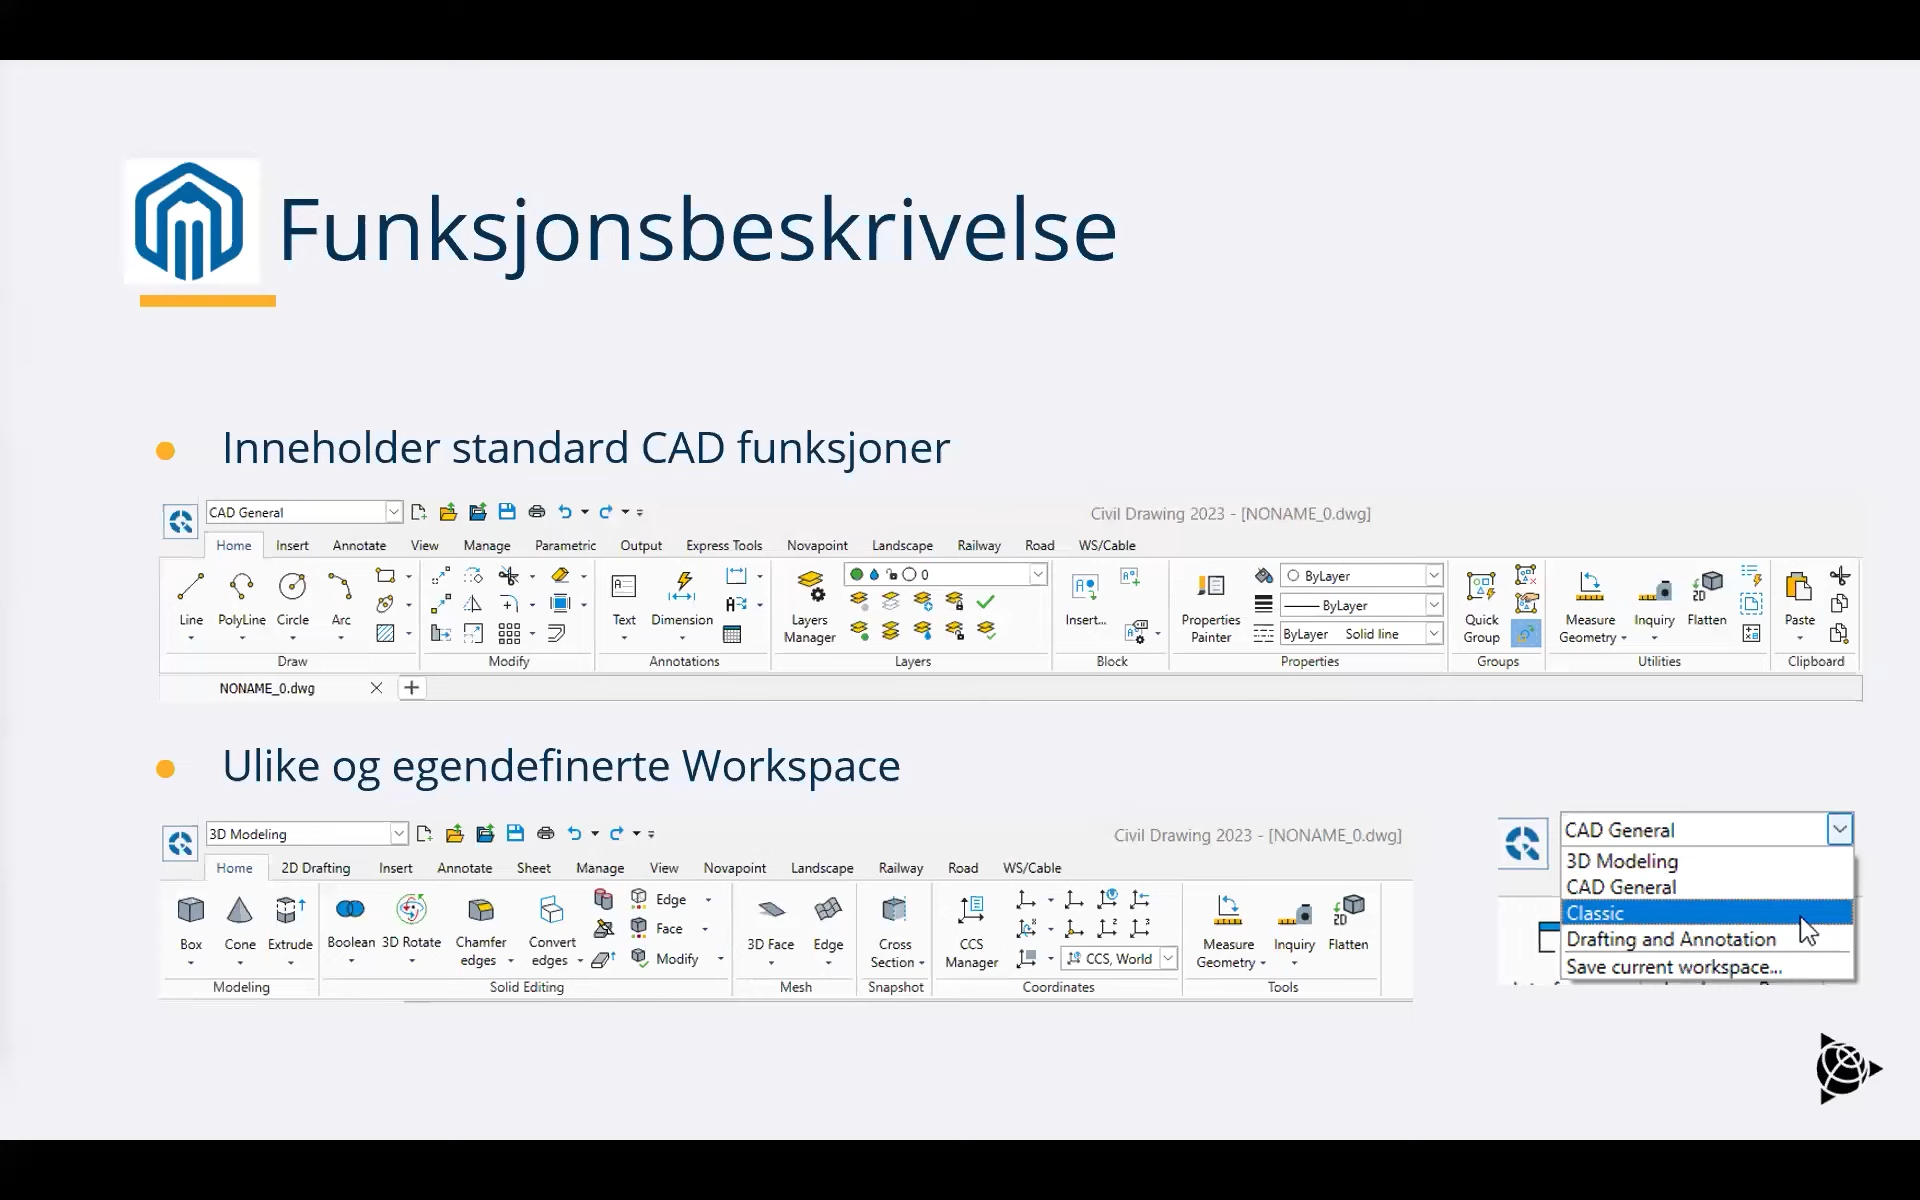 Funksjonsbeskrivelse
Inneholder standard CAD funksjoner
CAD General
Civil Drawing 2023 - [NONAME_0.dwg]
Home Insert Annotate View Manage Parametric Output Express Tools Novapoint Landscape Railway Road WS/Cable
0 ByLayer
ByLayer
Line PolyLine Circle Arc Text Dimension Layers Manager Insert... Properties Painter Quick Group Measure Geometry Inquiry Flatten Paste
ByLayer Solid line
Draw Modify Annotations Layers Block Properties Groups Utilities Clipboard
NONAME_0.dwg
Ulike og egendefinerte Workspace
3D Modeling
Civil Drawing 2023 - [NONAME_0.dwg]
Home 2D Drafting Insert Annotate Sheet Manage View Novapoint Landscape Railway Road WS/Cable
Edge
Face
Modify
Box Cone Extrude Boolean 3D Rotate Chamfer edges Convert edges 3D Face Edge Cross Section CCS Manager Measure Geometry Inquiry Flatten
CCS, World
Modeling Solid Editing Mesh Snapshot Coordinates Tools
CAD General
3D Modeling
CAD General
Classic
Drafting and Annotation
Save current workspace...